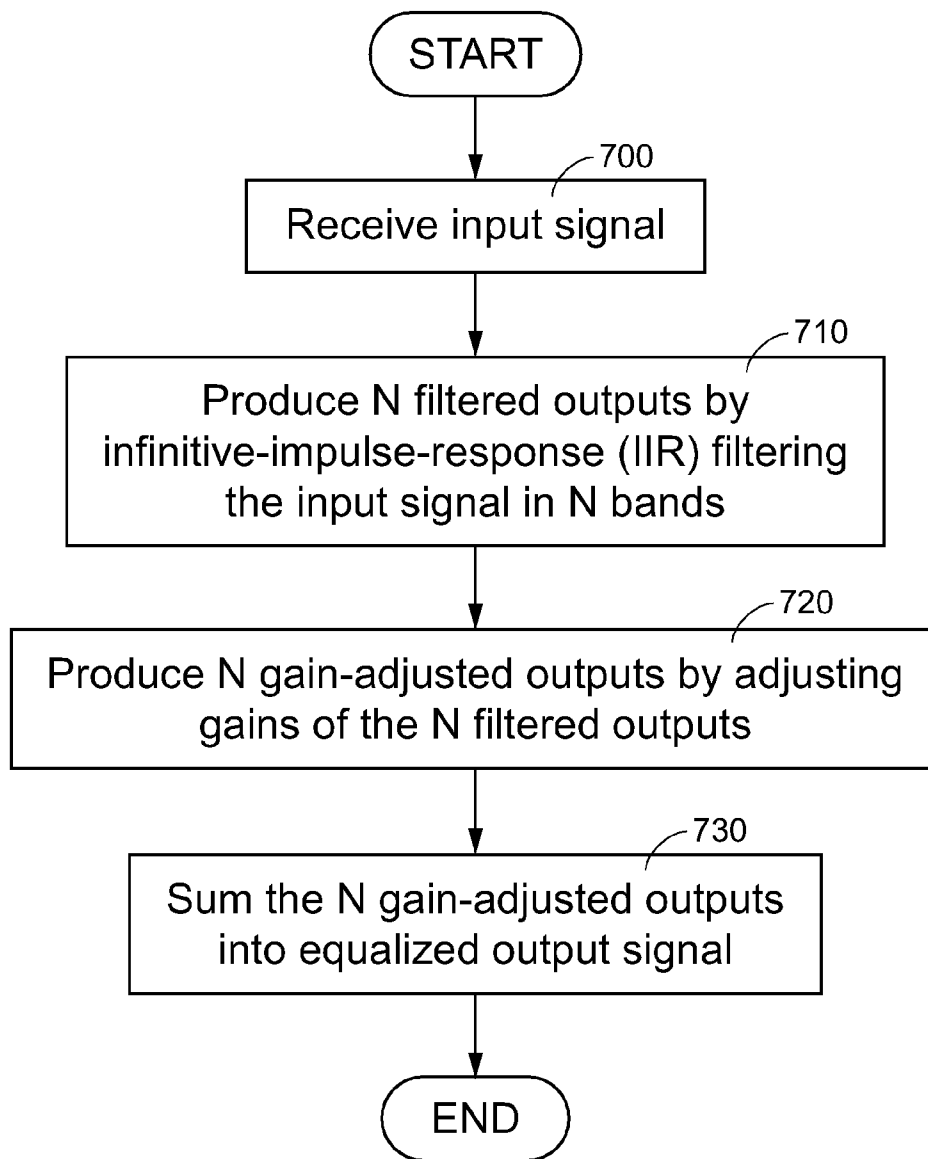 START
700
Receive input signal
710
Produce N filtered outputs by
infinitive-impulse-response (IIR) filtering
the input signal in N bands
720
Produce N gain-adjusted outputs by adjusting
gains of the N filtered outputs
730
Sum the N gain-adjusted outputs
into equalized output signal
END